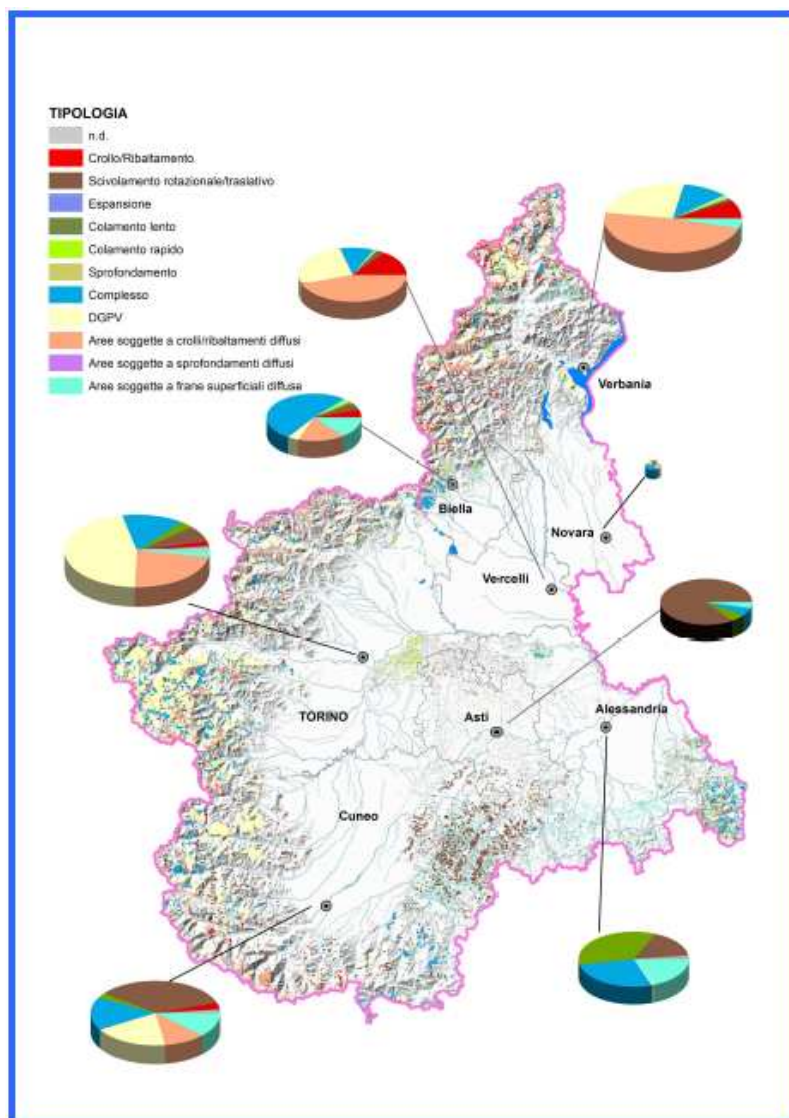 TIPOLOGIA
n.d.
Crollo/Ribaltamento
Scivolamento rotazionale/traslativo
Espansione
Colamento lento
Colamento rapido
Sprofondamento
Complesso
DGPV
Aree soggette a crolli/ribaltamenti diffusi
Aree soggette a sprofondamenti diffusi
Aree soggette a frane superficiali diffuse
Verbania
Biella
Novara
Vercelli
TORINO
Asti
Alessandria
Cuneo